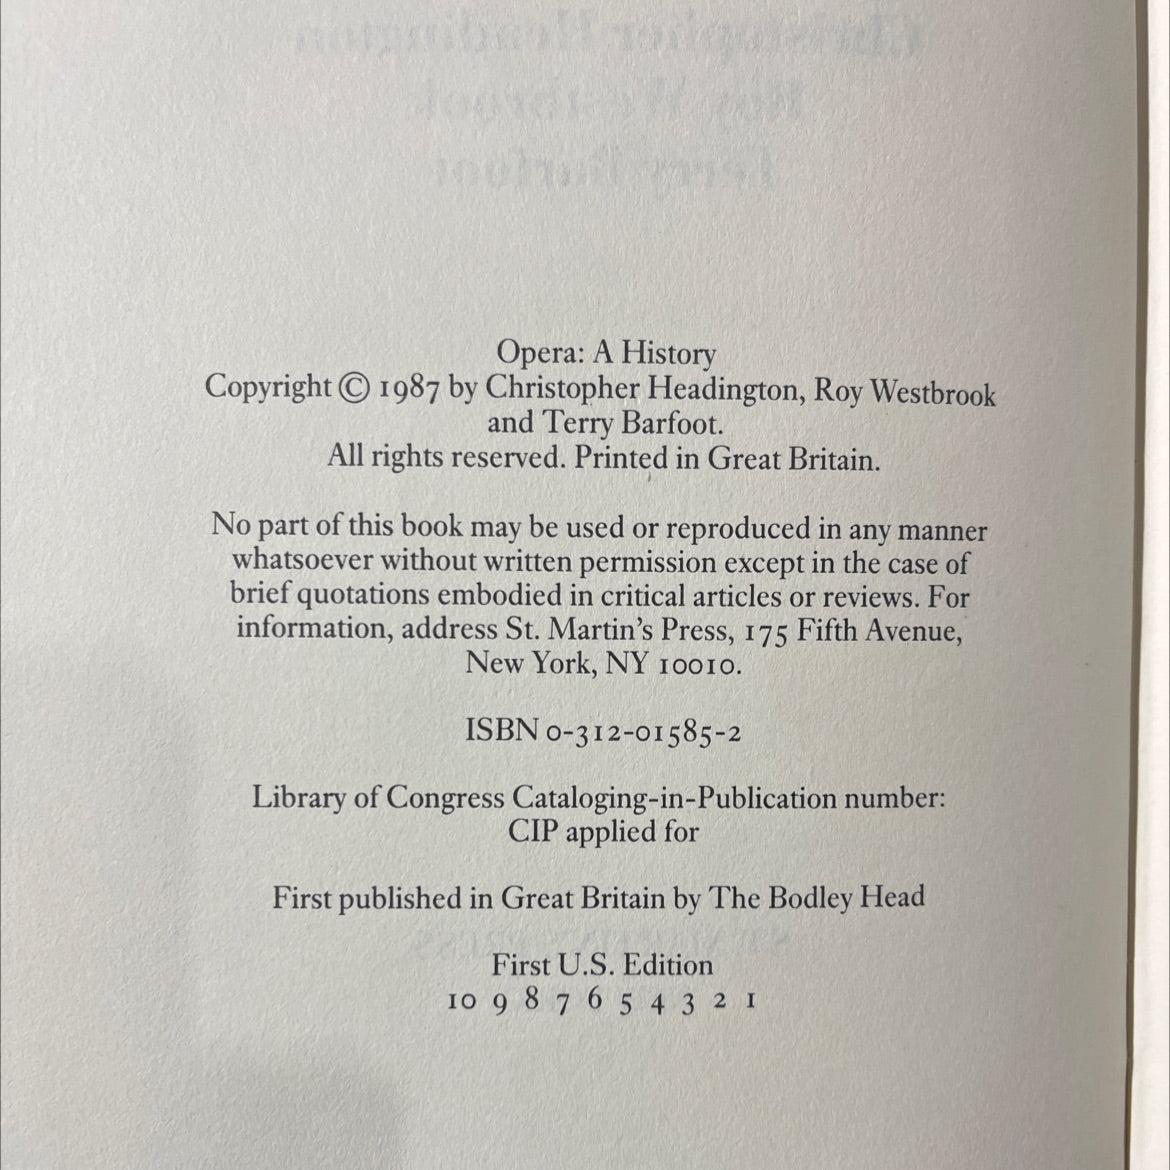 Opera: A History
Copyright © 1987 by Christopher Headington, Roy Westbrook
and Terry Barfoot.
All rights reserved. Printed in Great Britain.
No part of this book may be used or reproduced in any manner
whatsoever without written permission except in the case of
brief quotations embodied in critical articles or reviews. For
information, address St. Martin's Press, 175 Fifth Avenue,
New York, NY 10010.
ISBN 0-312-01585-2
Library of Congress Cataloging-in-Publication number:
CIP applied for
First published in Great Britain by The Bodley Head
First U.S. Edition
10 9 8 7 6 5 4 3 2 1